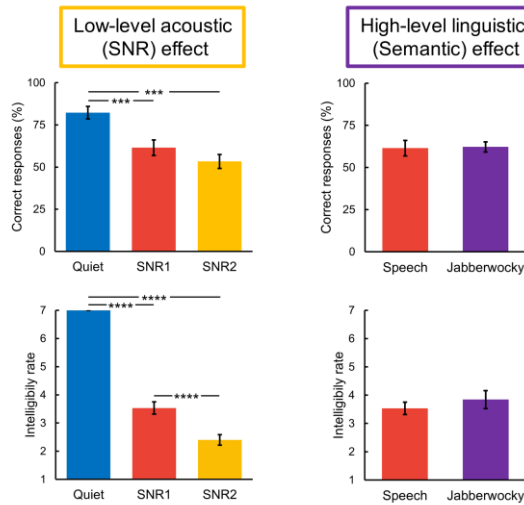 Low-level acoustic
(SNR) effect
High-level linguistic
(Semantic) effect
Correct responses (%)
100
75
50
25
0
***
***
Quiet SNR1 SNR2
Correct responses (%)
100
75
50
25
0
Speech Jabberwocky
Intelligibily rate
7
6
5
4
3
2
1
****
****
****
Quiet SNR1 SNR2
Intelligibily rate
7
6
5
4
3
2
1
Speech Jabberwocky